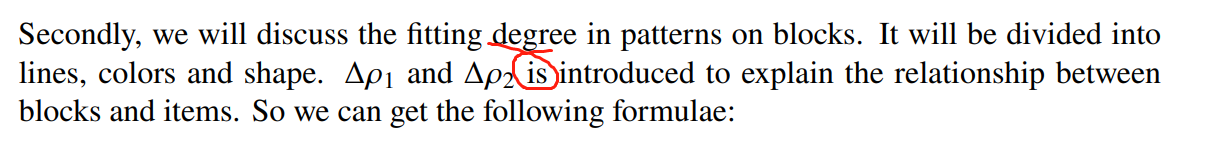 Secondly, we will discuss the fitting degree in patterns on blocks. It will be divided into
lines, colors and shape. Δρ₁ and Δρ₂ is introduced to explain the relationship between
blocks and items. So we can get the following formulae: